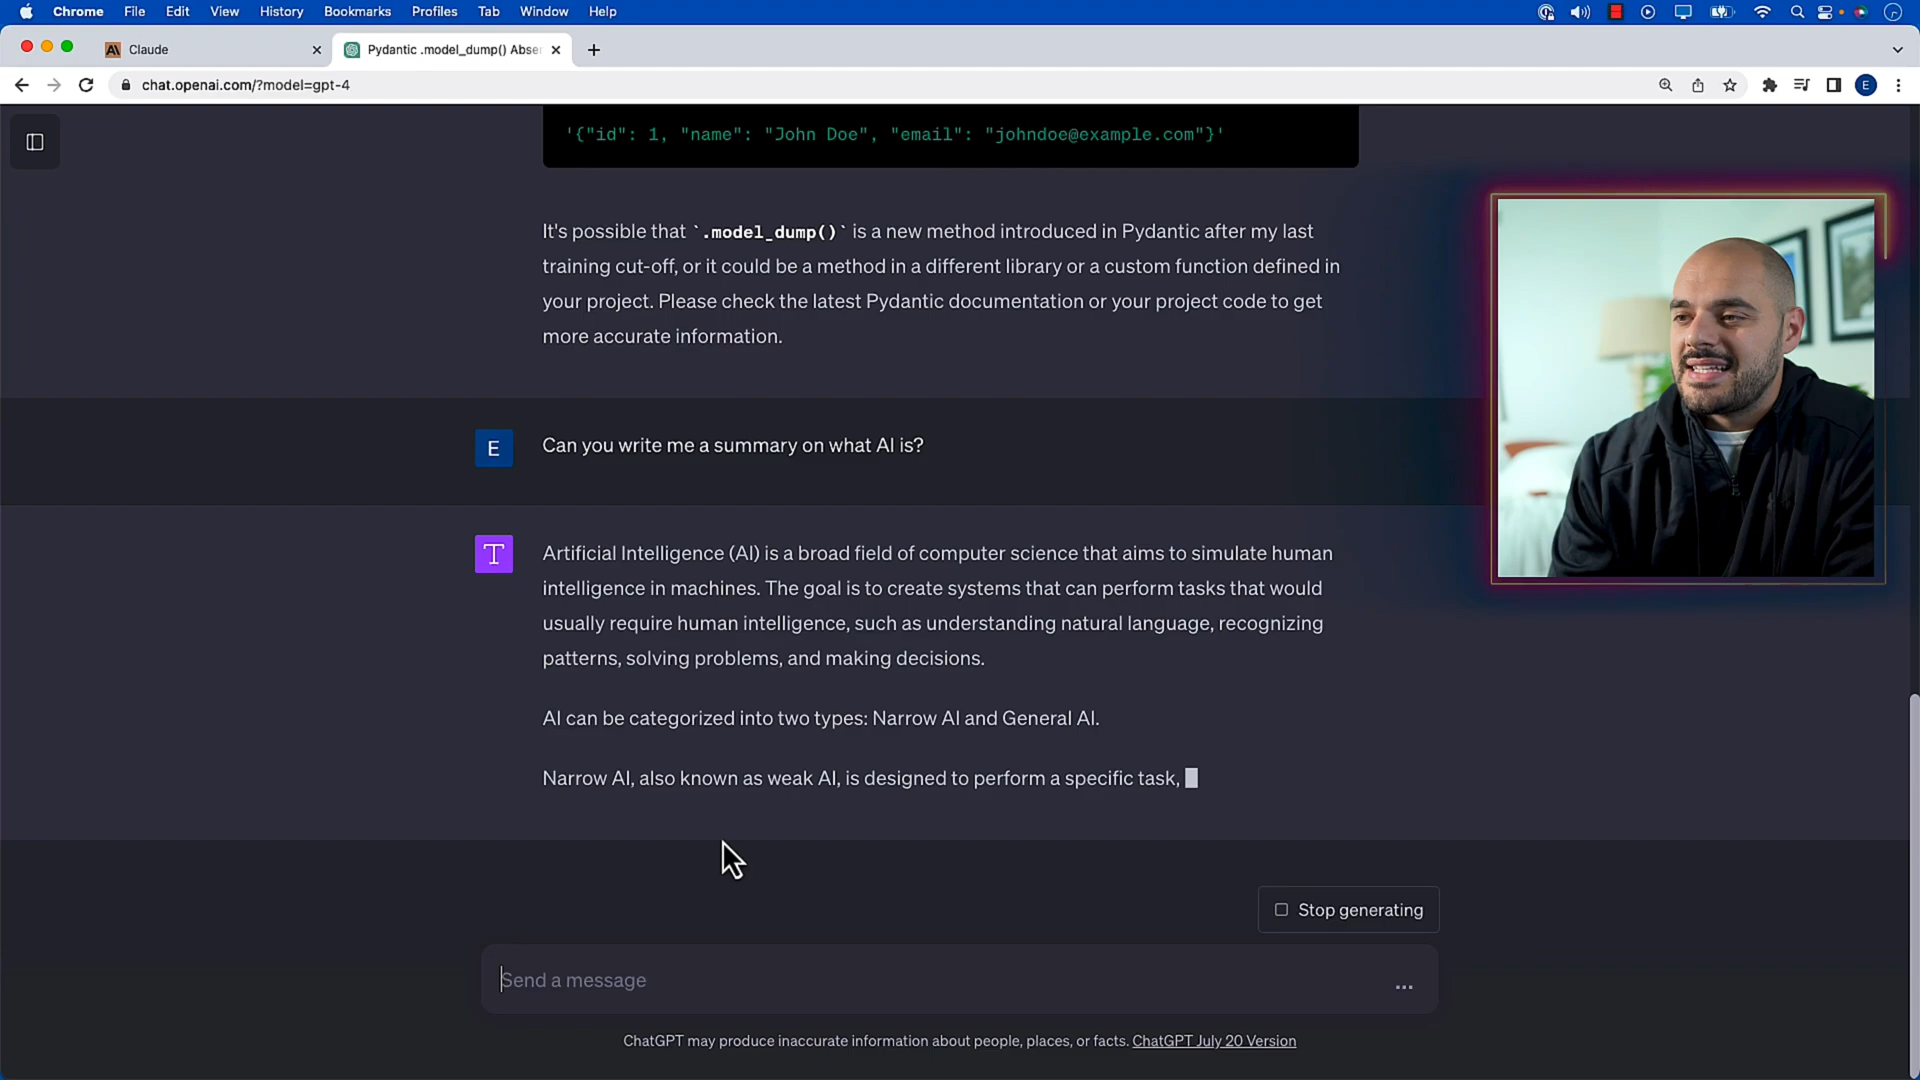 Chrome File Edit View History Bookmarks Profiles Tab Window Help
Claude
Pydantic .model_dump() Abse
chat.openai.com/?model=gpt-4
E
'{"id": 1, "name": "John Doe", "email": "johndoe@example.com"}'
It's possible that `.model_dump()` is a new method introduced in Pydantic after my last
training cut-off, or it could be a method in a different library or a custom function defined in
your project. Please check the latest Pydantic documentation or your project code to get
more accurate information.
E
Can you write me a summary on what AI is?
T
Artificial Intelligence (AI) is a broad field of computer science that aims to simulate human
intelligence in machines. The goal is to create systems that can perform tasks that would
usually require human intelligence, such as understanding natural language, recognizing
patterns, solving problems, and making decisions.
AI can be categorized into two types: Narrow AI and General AI.
Narrow AI, also known as weak AI, is designed to perform a specific task,
Stop generating
Send a message
...
ChatGPT may produce inaccurate information about people, places, or facts. ChatGPT July 20 Version